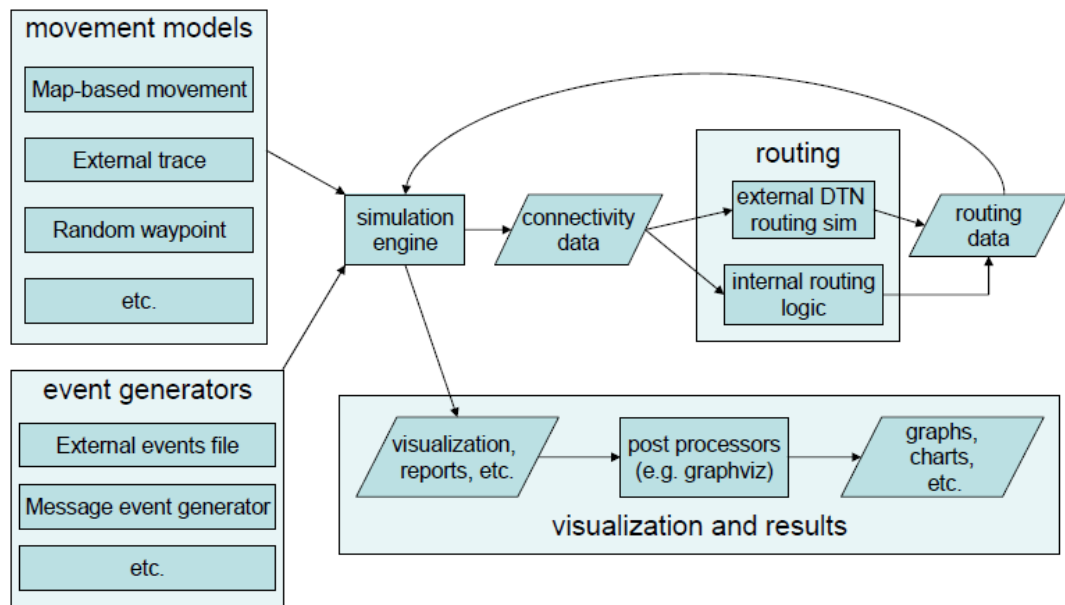 movement models
Map-based movement
External trace
Random waypoint
etc.
event generators
External events file
Message event generator
etc.
simulation
engine
connectivity
data
routing
external DTN
routing sim
internal routing
logic
routing
data
visualization,
reports, etc.
post processors
(e.g. graphviz)
graphs,
charts,
etc.
visualization and results